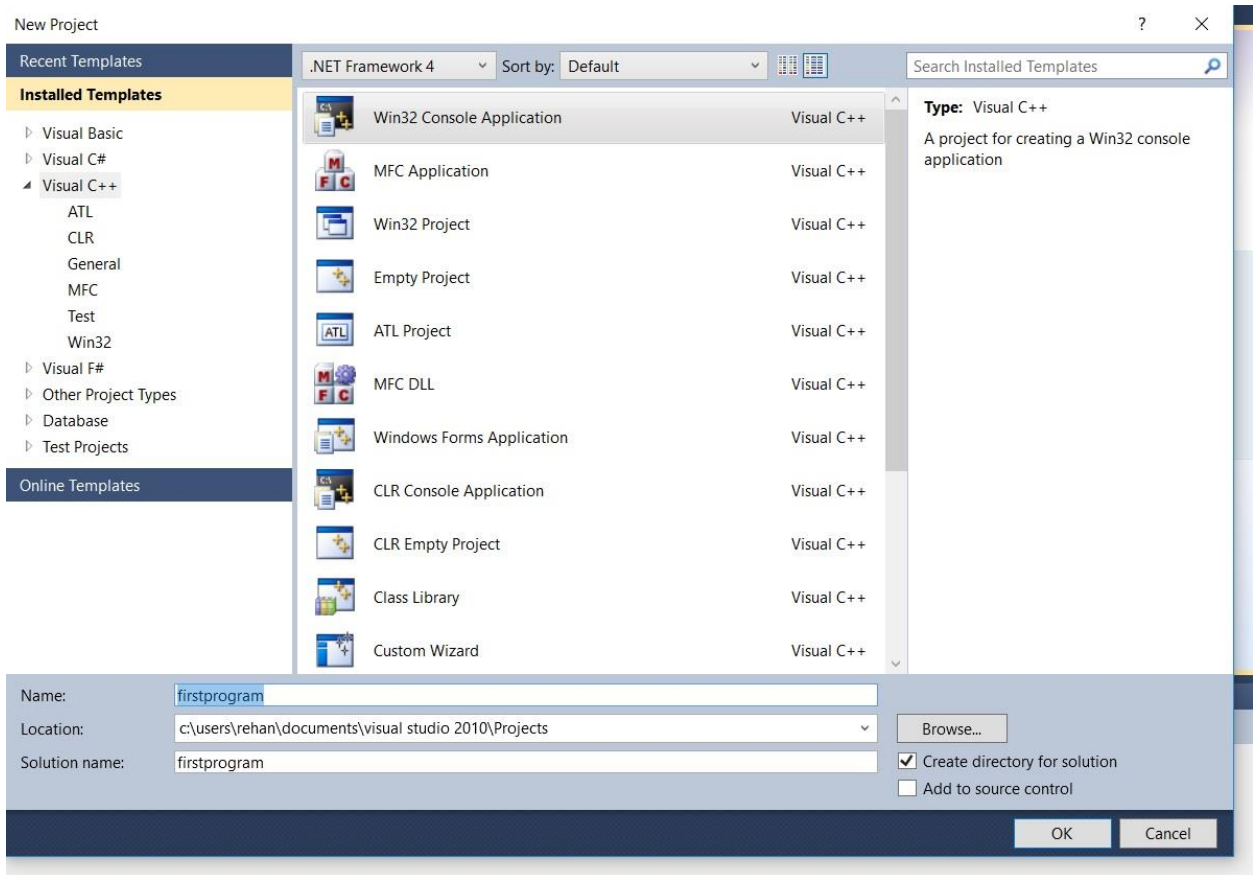 New Project
?
Recent Templates
.NET Framework 4
Sort by: Default
Search Installed Templates
Installed Templates
Visual Basic
Visual C#
Visual C++
ATL
CLR
General
MFC
Test
Win32
Visual F#
Other Project Types
Database
Test Projects
Online Templates
Win32 Console Application Visual C++
MFC Application Visual C++
Win32 Project Visual C++
Empty Project Visual C++
ATL ATL Project Visual C++
MFC DLL Visual C++
Windows Forms Application Visual C++
CLR Console Application Visual C++
CLR Empty Project Visual C++
Class Library Visual C++
Custom Wizard Visual C++
Type: Visual C++
A project for creating a Win32 console
application
Name: firstprogram
Location: c:\users\rehan\documents\visual studio 2010\Projects
Browse...
Solution name: firstprogram
Create directory for solution
Add to source control
OK Cancel